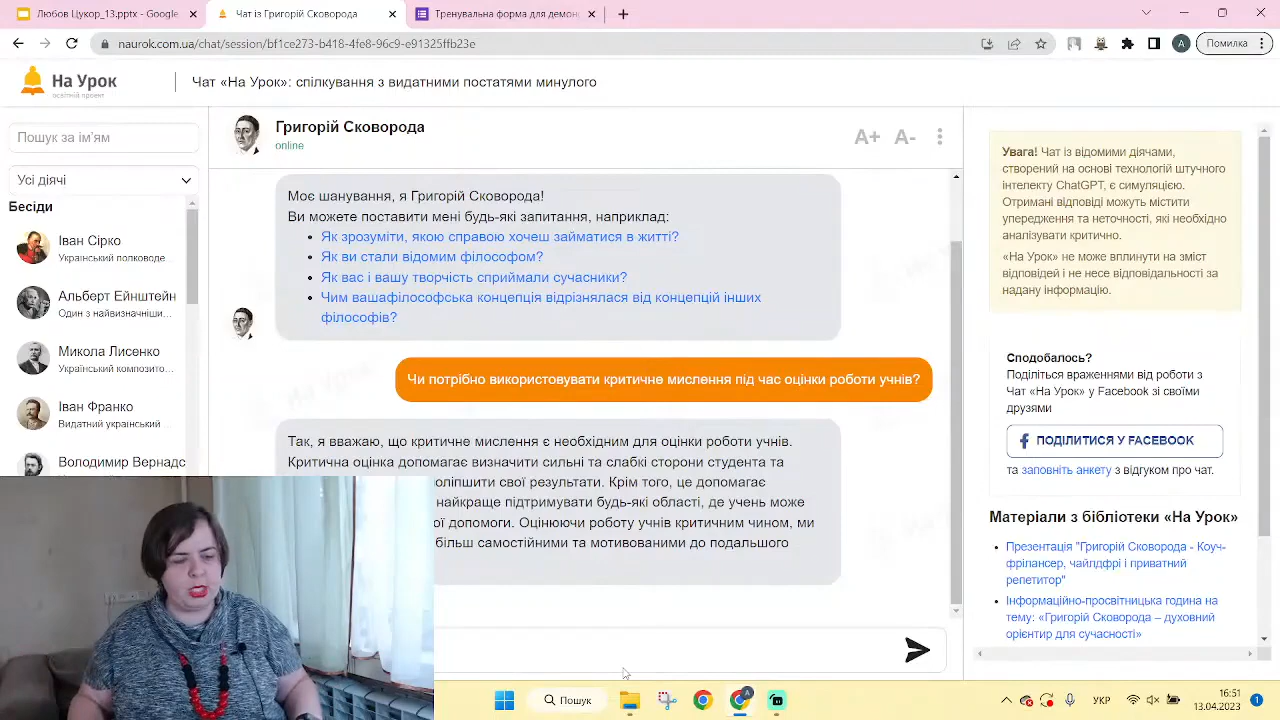 Любов Цукор_13.pptx - Google
Чат із Григорій Сковорода
Тренувальна форма для демон
naurok.com.ua/chat/session/bf1ce273-b418-4fe8-96c9-e91325ffb23e
A
Помилка
На Урок
освітній проект
Чат «На Урок»: спілкування з видатними постатями минулого
Пошук за ім'ям
Усі діячі
Бесіди
Іван Сірко
Український полководе...
Альберт Ейнштейн
Один з найвизначніши...
Микола Лисенко
Український композито...
Іван Франко
Видатний український ...
Володимир Вернадс
Григорій Сковорода
online
A+ A-
Моє шанування, я Григорій Сковорода!
Ви можете поставити мені будь-які запитання, наприклад:
Як зрозуміти, якою справою хочеш займатися в житті?
Як ви стали відомим філософом?
Як вас і вашу творчість сприймали сучасники?
Чим вашафілософська концепція відрізнялася від концепцій інших
філософів?
Чи потрібно використовувати критичне мислення під час оцінки роботи учнів?
Так, я вважаю, що критичне мислення є необхідним для оцінки роботи учнів.
Критична оцінка допомагає визначити сильні та слабкі сторони студента та
оліпшити свої результати. Крім того, це допомагає
найкраще підтримувати будь-які області, де учень може
ої допомоги. Оцінюючи роботу учнів критичним чином, ми
більш самостійними та мотивованими до подальшого
Увага! Чат із відомими діячами,
створений на основі технологій штучного
інтелекту ChatGPT, є симуляцією.
Отримані відповіді можуть містити
упередження та неточності, які необхідно
аналізувати критично.
«На Урок» не може вплинути на зміст
відповідей і не несе відповідальності за
надану інформацію.
Сподобалось?
Поділіться враженнями від роботи з
Чат «На Урок» у Facebook зі своїми
друзями
ПОДІЛИТИСЯ У FACEBOOK
та заповніть анкету з відгуком про чат.
Матеріали з бібліотеки «На Урок»
Презентація "Григорій Сковорода - Коуч-
фрілансер, чайлдфрі і приватний
репетитор"
Інформаційно-просвітницька година на
тему: «Григорій Сковорода – духовний
орієнтир для сучасності»
Пошук
A
УКР
16:51
13.04.2023
1